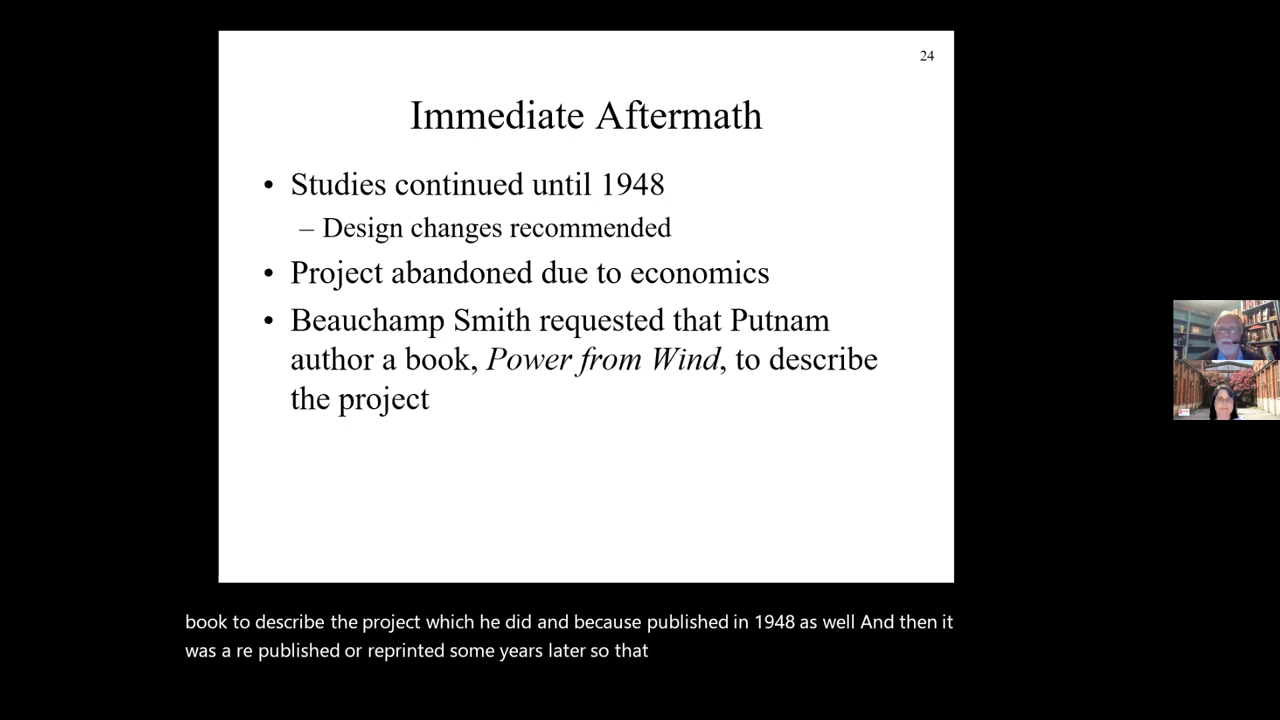 24
Immediate Aftermath
• Studies continued until 1948
– Design changes recommended
• Project abandoned due to economics
• Beauchamp Smith requested that Putnam
author a book, Power from Wind, to describe
the project
book to describe the project which he did and because published in 1948 as well And then it
was a re published or reprinted some years later so that